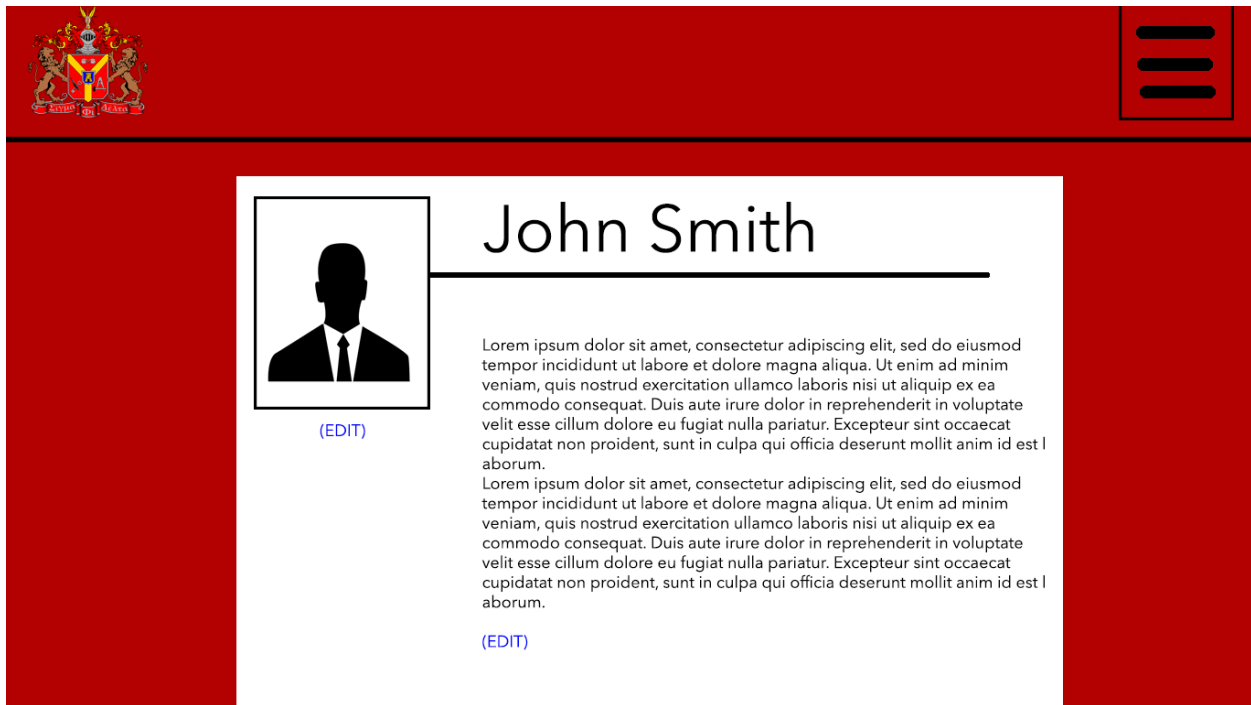 Σιγμα Φι Δελτα
John Smith
Lorem ipsum dolor sit amet, consectetur adipiscing elit, sed do eiusmod
tempor incididunt ut labore et dolore magna aliqua. Ut enim ad minim
veniam, quis nostrud exercitation ullamco laboris nisi ut aliquip ex ea
commodo consequat. Duis aute irure dolor in reprehenderit in voluptate
velit esse cillum dolore eu fugiat nulla pariatur. Excepteur sint occaecat
cupidatat non proident, sunt in culpa qui officia deserunt mollit anim id est l
aborum.
Lorem ipsum dolor sit amet, consectetur adipiscing elit, sed do eiusmod
tempor incididunt ut labore et dolore magna aliqua. Ut enim ad minim
veniam, quis nostrud exercitation ullamco laboris nisi ut aliquip ex ea
commodo consequat. Duis aute irure dolor in reprehenderit in voluptate
velit esse cillum dolore eu fugiat nulla pariatur. Excepteur sint occaecat
cupidatat non proident, sunt in culpa qui officia deserunt mollit anim id est l
aborum.
(EDIT)
(EDIT)